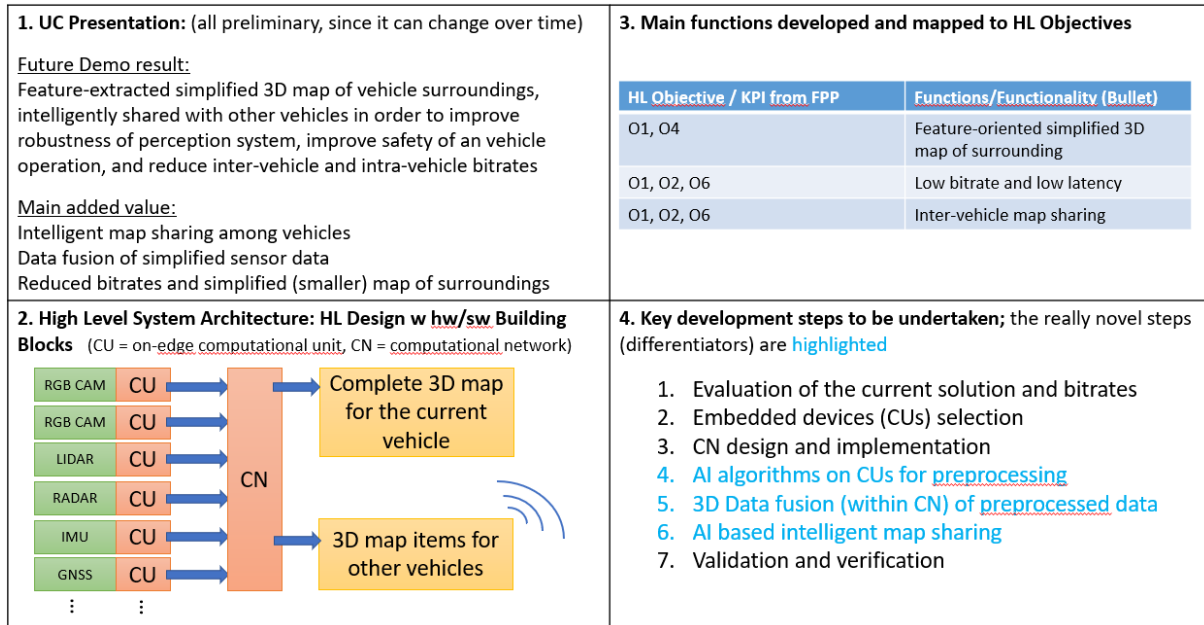 1. UC Presentation: (all preliminary, since it can change over time)
Future Demo result:
Feature-extracted simplified 3D map of vehicle surroundings,
intelligently shared with other vehicles in order to improve
robustness of perception system, improve safety of an vehicle
operation, and reduce inter-vehicle and intra-vehicle bitrates
Main added value:
Intelligent map sharing among vehicles
Data fusion of simplified sensor data
Reduced bitrates and simplified (smaller) map of surroundings
3. Main functions developed and mapped to HL Objectives
HL Objective / KPI from FPP
Functions/Functionality (Bullet)
O1, O4
Feature-oriented simplified 3D
map of surrounding
O1, O2, O6
Low bitrate and low latency
O1, O2, O6
Inter-vehicle map sharing
2. High Level System Architecture: HL Design w hw/sw Building
Blocks (CU = on-edge computational unit, CN = computational network)
RGB CAM CU
RGB CAM CU
LIDAR CU
RADAR CU
IMU CU
GNSS CU
CN
Complete 3D map
for the current
vehicle
3D map items for
other vehicles
4. Key development steps to be undertaken; the really novel steps
(differentiators) are highlighted
1. Evaluation of the current solution and bitrates
2. Embedded devices (CUs) selection
3. CN design and implementation
4. AI algorithms on CUs for preprocessing
5. 3D Data fusion (within CN) of preprocessed data
6. AI based intelligent map sharing
7. Validation and verification